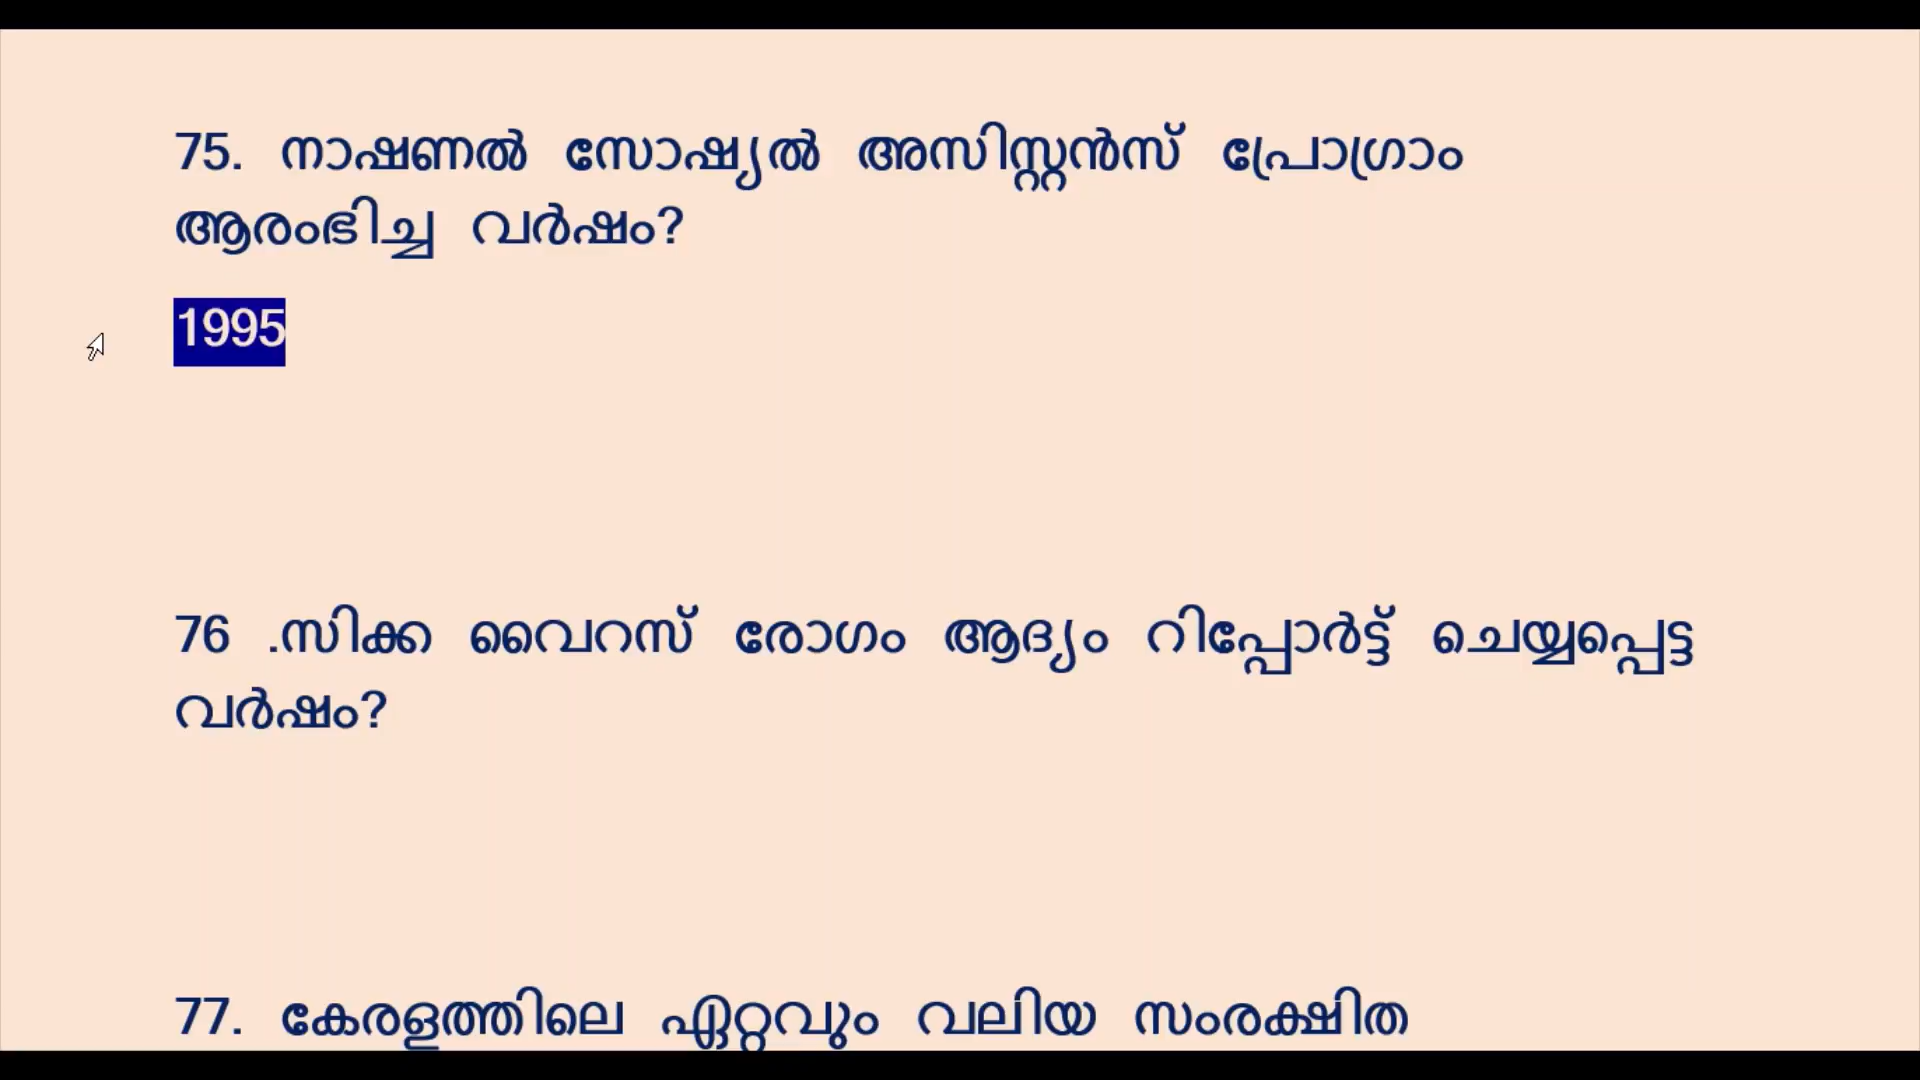 75. നാഷണൽ സോഷ്യൽ അസിസ്റ്റൻസ് പ്രോഗ്രാം
ആരംഭിച്ച വർഷം?
1995
76 .സിക്ക വൈറസ് രോഗം ആദ്യം റിപ്പോർട്ട് ചെയ്യപ്പെട്ട
വർഷം?
77. കേരളത്തിലെ ഏറ്റവും വലിയ സംരക്ഷിത